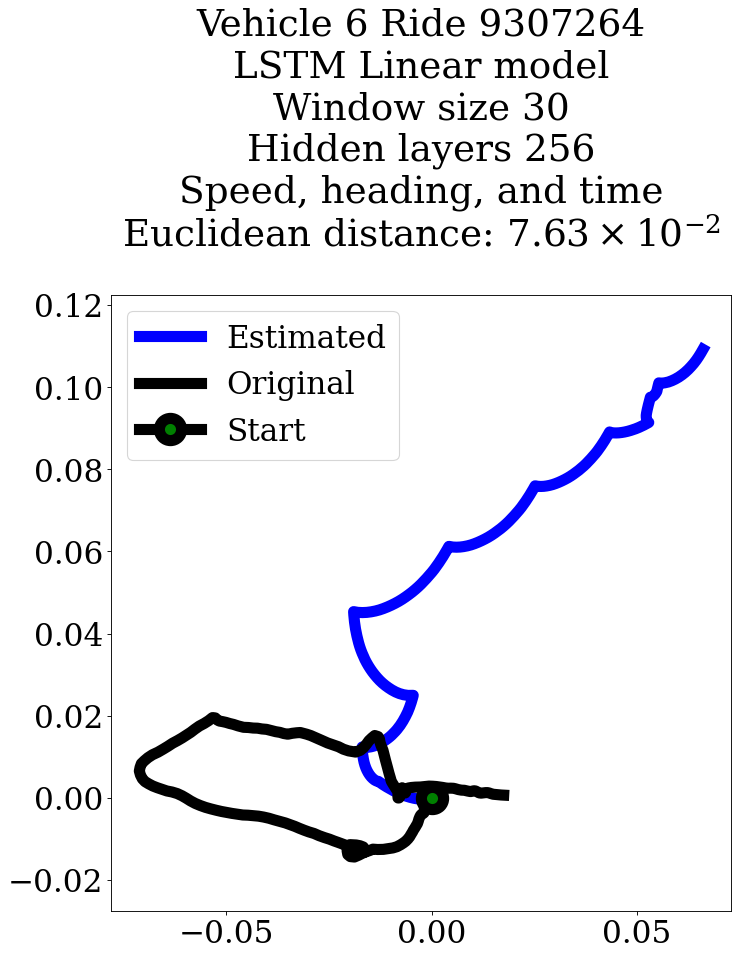 Vehicle 6 Ride 9307264
LSTM Linear model
Window size 30
Hidden layers 256
Speed, heading, and time
Euclidean distance: 7.63 × 10⁻²
0.12
Estimated
Original
Start
0.10
0.08
0.06
0.04
0.02
0.00
−0.02
−0.05 0.00 0.05